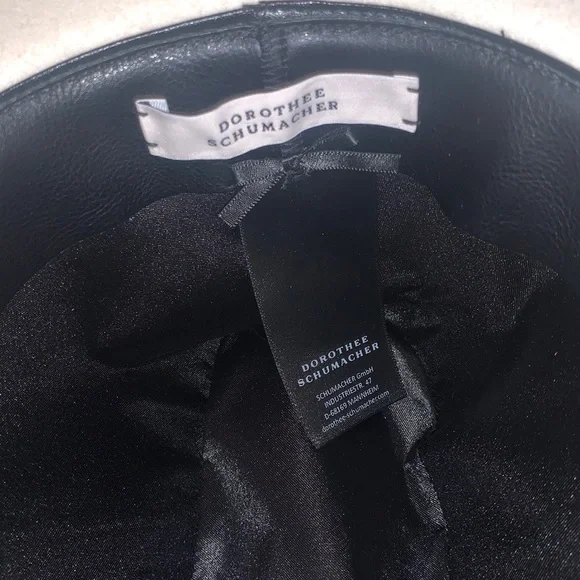 DOROTHEE
SCHUMACHER
DOROTHEE
SCHUMACHER
SCHUMACHER GmbH
INDUSTRIESTR. 47
D-68169 MANNHEIM
dorothee-schumacher.com